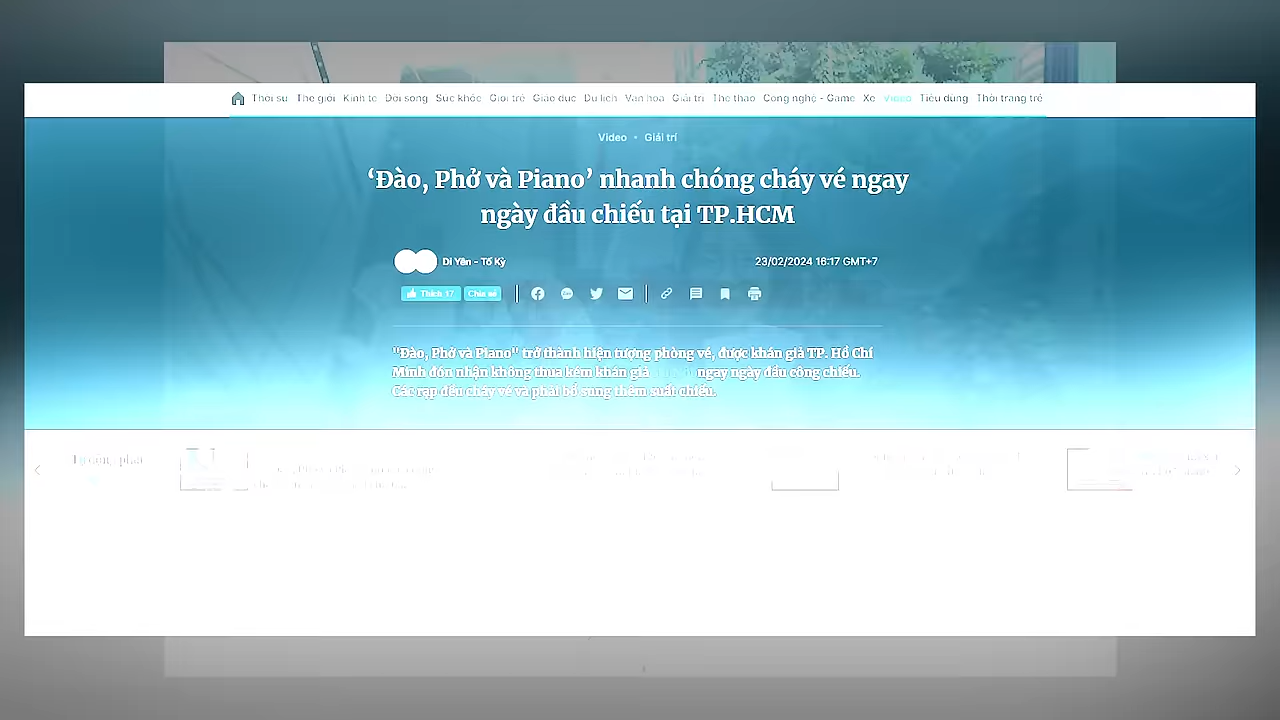 Thời sự Thế giới Kinh tế Đời sống Sức khỏe Giới trẻ Giáo dục Du lịch Văn hóa Giải trí Thể thao Công nghệ - Game Xe Video Tiêu dùng Thời trang trẻ
Video • Giải trí
‘Đào, Phở và Piano’ nhanh chóng cháy vé ngay
ngày đầu chiếu tại TP.HCM
Di Yên - Tố Kỳ
23/02/2024 16:17 GMT+7
Thích 17 Chia sẻ
"Đào, Phở và Piano" trở thành hiện tượng phòng vé, được khán giả TP. Hồ Chí
Minh đón nhận không thua kém khán giả ngay ngày đầu công chiếu.
Các rạp đều cháy vé và phải bổ sung thêm suất chiếu.